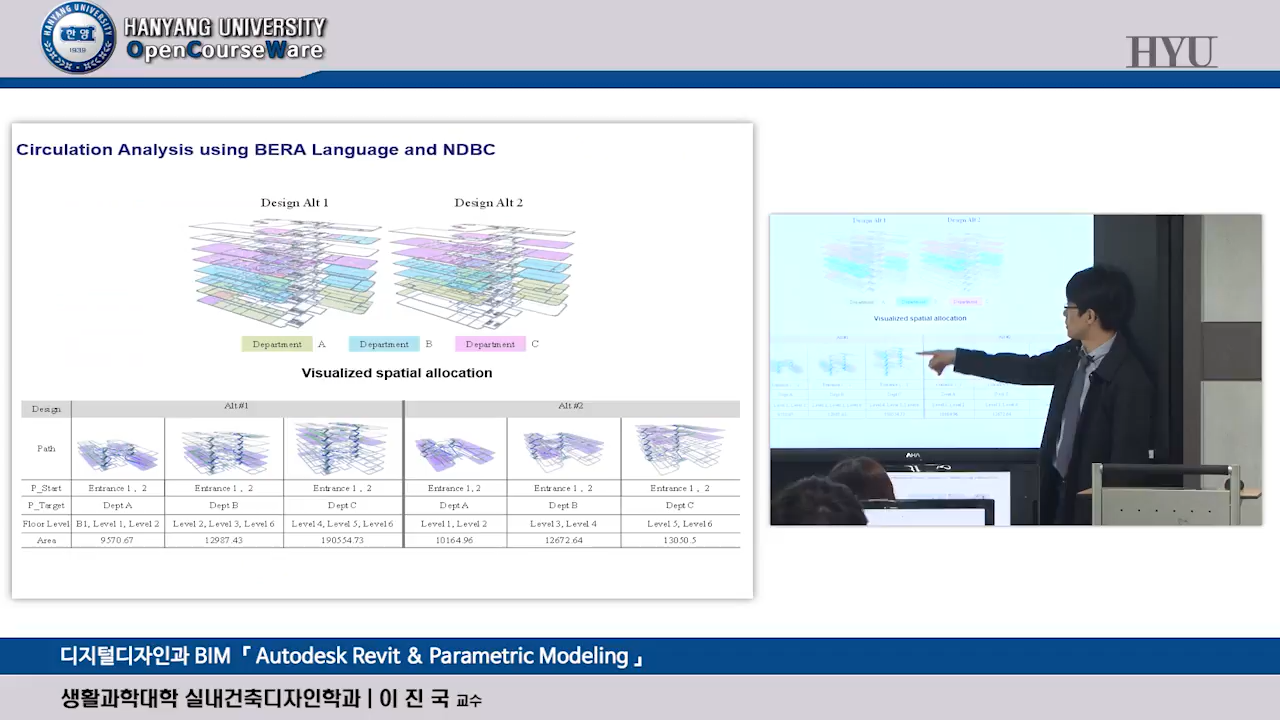 HANYANG UNIVERSITY
OpenCourseWare
한양
1939
HYU
Circulation Analysis using BERA Language and NDBC
Design Alt 1 Design Alt 2
Department A Department B Department C
Visualized spatial allocation
Design Alt#1 Alt#2
Path
P_Start Entrance 1 , 2 Entrance 1 , 2 Entrance 1 , 2 Entrance 1, 2 Entrance 1 , 2 Entrance 1 , 2
P_Target Dept A Dept B Dept C Dept A Dept B Dept C
Floor Level B1, Level 1, Level 2 Level 2, Level 3, Level 6 Level 4, Level 5, Level 6 Level 1, Level 2 Level 3, Level 4 Level 5, Level 6
Area 9570.67 12987.43 190554.73 10164.96 12672.64 13050.5
Design Alt 1
Visualized spatial allocation
디지털디자인과 BIM 「 Autodesk Revit & Parametric Modeling 」
생활과학대학 실내건축디자인학과 | 이 진 국 교수